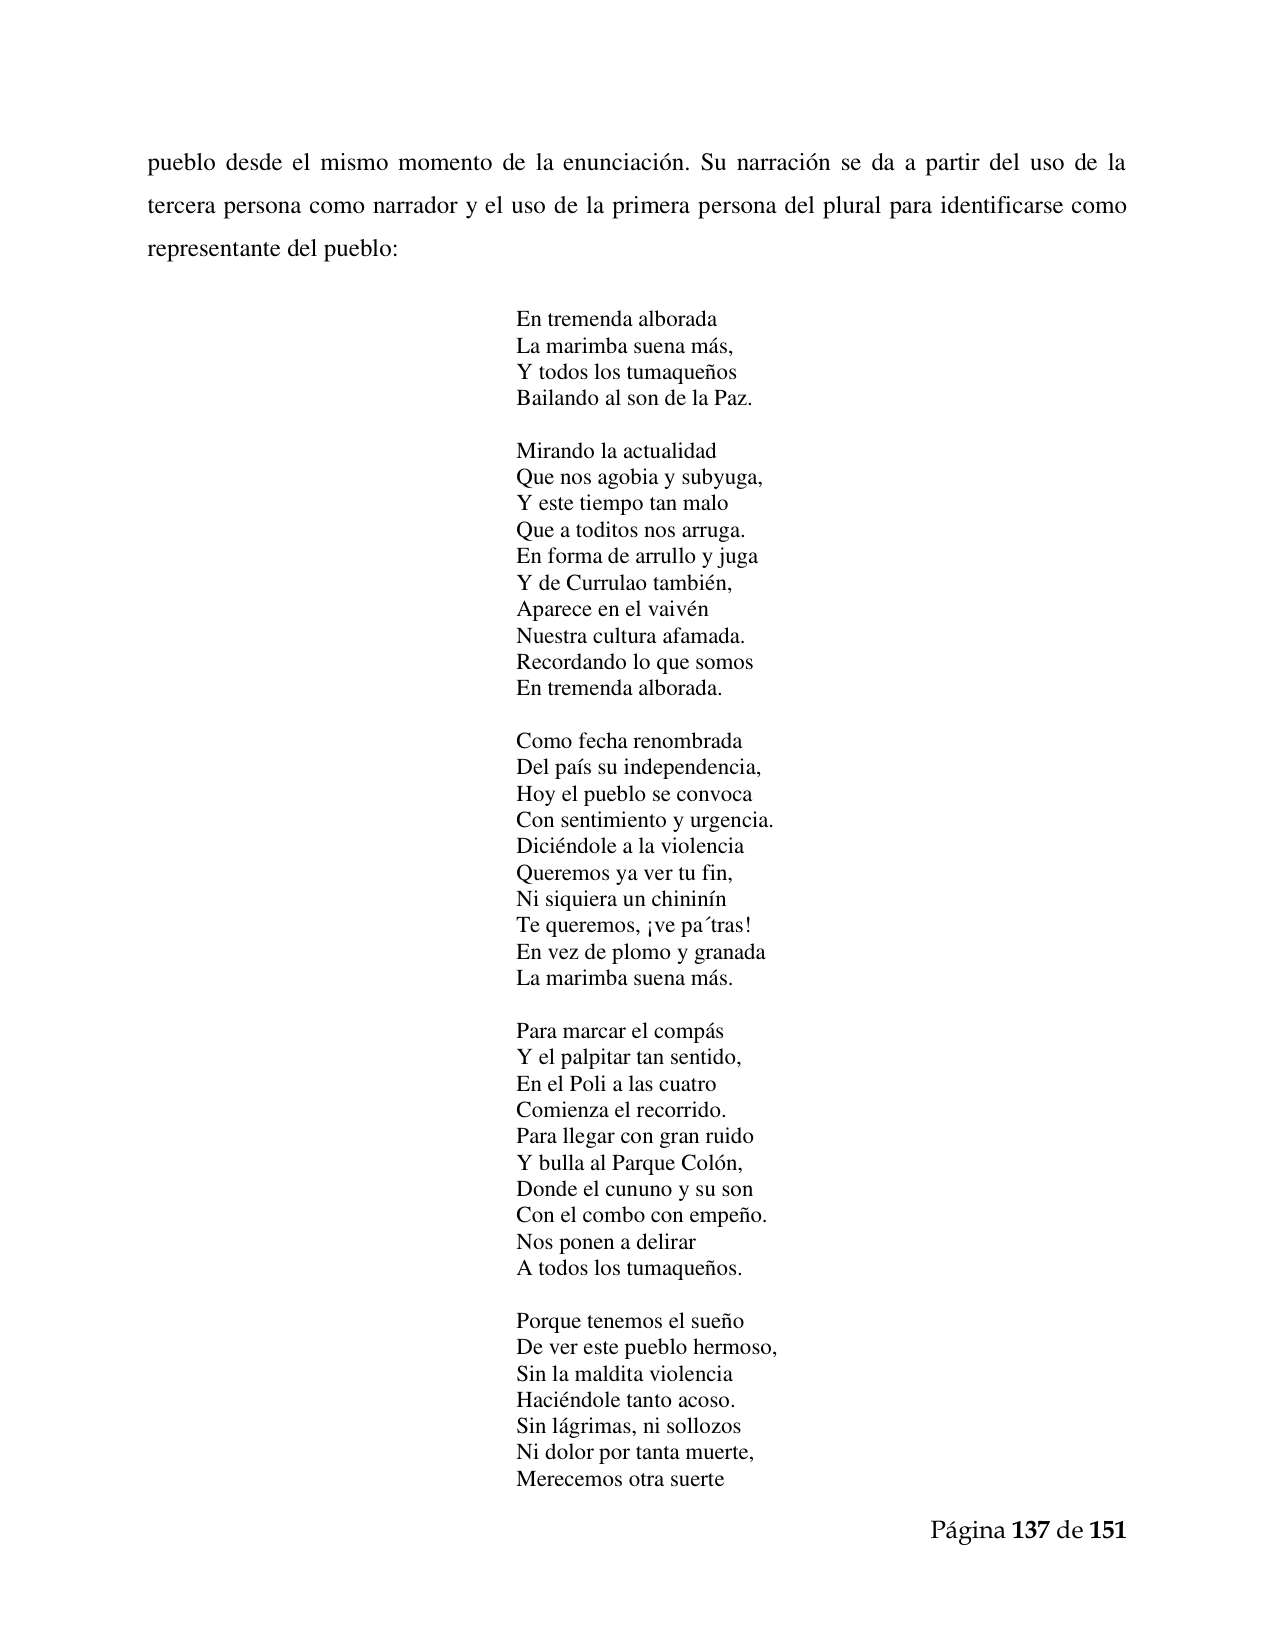 pueblo desde el mismo momento de la enunciación. Su narración se da a partir del uso de la
tercera persona como narrador y el uso de la primera persona del plural para identificarse como
representante del pueblo:
En tremenda alborada
La marimba suena más,
Y todos los tumaqueños
Bailando al son de la Paz.
Mirando la actualidad
Que nos agobia y subyuga,
Y este tiempo tan malo
Que a toditos nos arruga.
En forma de arrullo y juga
Y de Currulao también,
Aparece en el vaivén
Nuestra cultura afamada.
Recordando lo que somos
En tremenda alborada.
Como fecha renombrada
Del país su independencia,
Hoy el pueblo se convoca
Con sentimiento y urgencia.
Diciéndole a la violencia
Queremos ya ver tu fin,
Ni siquiera un chininín
Te queremos, ¡ve pa´tras!
En vez de plomo y granada
La marimba suena más.
Para marcar el compás
Y el palpitar tan sentido,
En el Poli a las cuatro
Comienza el recorrido.
Para llegar con gran ruido
Y bulla al Parque Colón,
Donde el cununo y su son
Con el combo con empeño.
Nos ponen a delirar
A todos los tumaqueños.
Porque tenemos el sueño
De ver este pueblo hermoso,
Sin la maldita violencia
Haciéndole tanto acoso.
Sin lágrimas, ni sollozos
Ni dolor por tanta muerte,
Merecemos otra suerte
Página 137 de 151